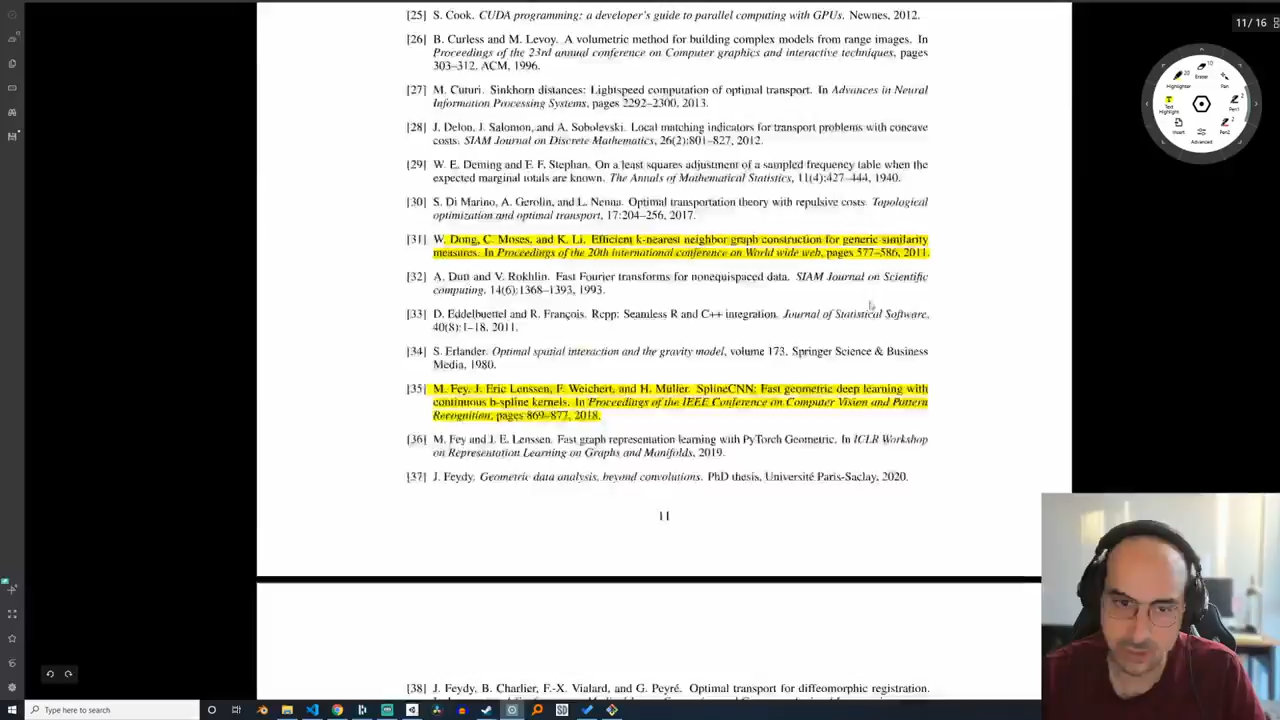 11/16
[25] S. Cook. CUDA programming: a developer's guide to parallel computing with GPUs. Newnes, 2012.
[26] B. Curless and M. Levoy. A volumetric method for building complex models from range images. In
Proceedings of the 23rd annual conference on Computer graphics and interactive techniques, pages
303–312. ACM, 1996.
[27] M. Cuturi. Sinkhorn distances: Lightspeed computation of optimal transport. In Advances in Neural
Information Processing Systems, pages 2292–2300, 2013.
[28] J. Delon, J. Salomon, and A. Sobolevski. Local matching indicators for transport problems with concave
costs. SIAM Journal on Discrete Mathematics, 26(2):801–827, 2012.
[29] W. E. Deming and F. F. Stephan. On a least squares adjustment of a sampled frequency table when the
expected marginal totals are known. The Annals of Mathematical Statistics, 11(4):427–444, 1940.
[30] S. Di Marino, A. Gerolin, and L. Nenna. Optimal transportation theory with repulsive costs. Topological
optimization and optimal transport, 17:204–256, 2017.
[31] W. Dong, C. Moses, and K. Li. Efficient k-nearest neighbor graph construction for generic similarity
measures. In Proceedings of the 20th international conference on World wide web, pages 577–586, 2011.
[32] A. Dutt and V. Rokhlin. Fast Fourier transforms for nonequispaced data. SIAM Journal on Scientific
computing, 14(6):1368–1393, 1993.
[33] D. Eddelbuettel and R. François. Rcpp: Seamless R and C++ integration. Journal of Statistical Software,
40(8):1–18, 2011.
[34] S. Erlander. Optimal spatial interaction and the gravity model, volume 173. Springer Science & Business
Media, 1980.
[35] M. Fey, J. Eric Lenssen, F. Weichert, and H. Müller. SplineCNN: Fast geometric deep learning with
continuous b-spline kernels. In Proceedings of the IEEE Conference on Computer Vision and Pattern
Recognition, pages 869–877, 2018.
[36] M. Fey and J. E. Lenssen. Fast graph representation learning with PyTorch Geometric. In ICLR Workshop
on Representation Learning on Graphs and Manifolds, 2019.
[37] J. Feydy. Geometric data analysis, beyond convolutions. PhD thesis, Université Paris-Saclay, 2020.
11
[38] J. Feydy, B. Charlier, F.-X. Vialard, and G. Peyré. Optimal transport for diffeomorphic registration.
Highlighter
Eraser
Pen
Text
Highlight
Pen1
Insert
Pen2
Advanced
Type here to search
SD